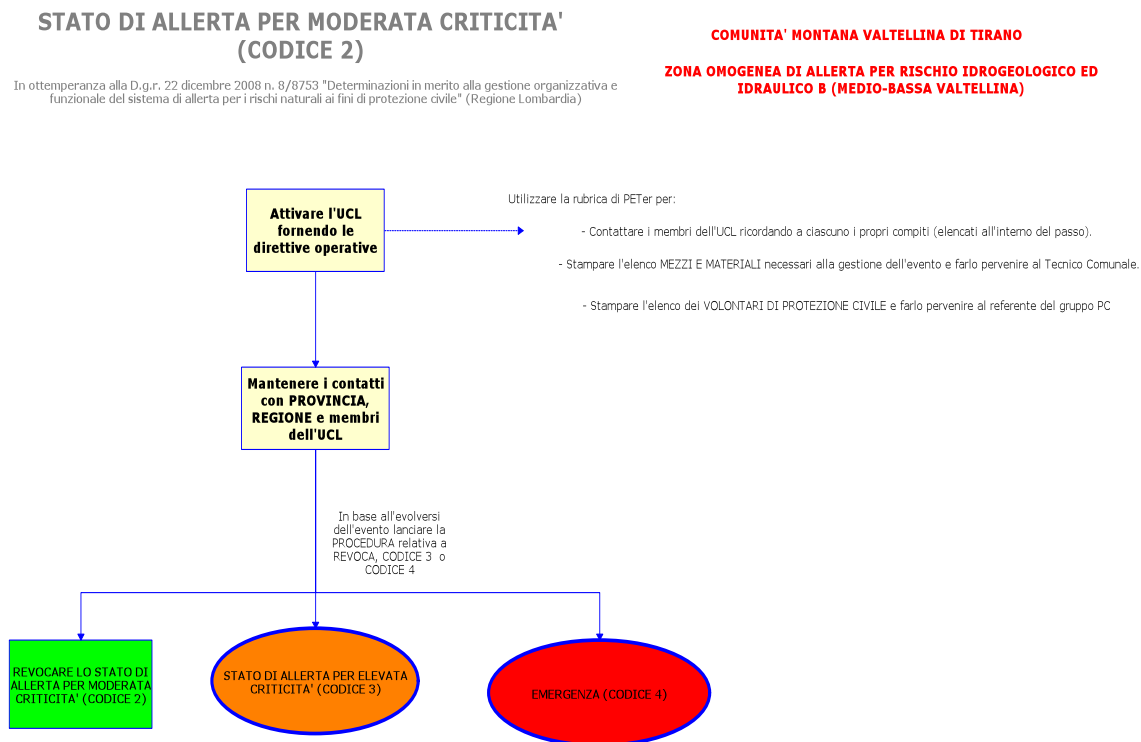 STATO DI ALLERTA PER MODERATA CRITICITA'
(CODICE 2)
In ottemperanza alla D.g.r. 22 dicembre 2008 n. 8/8753 "Determinazioni in merito alla gestione organizzativa e
funzionale del sistema di allerta per i rischi naturali ai fini di protezione civile" (Regione Lombardia)
COMUNITA' MONTANA VALTELLINA DI TIRANO
ZONA OMOGENEA DI ALLERTA PER RISCHIO IDROGEOLOGICO ED
IDRAULICO B (MEDIO-BASSA VALTELLINA)
Attivare l'UCL
fornendo le
direttive operative
Utilizzare la rubrica di PETer per:
- Contattare i membri dell'UCL ricordando a ciascuno i propri compiti (elencati all'interno del passo).
- Stampare l'elenco MEZZI E MATERIALI necessari alla gestione dell'evento e farlo pervenire al Tecnico Comunale.
- Stampare l'elenco dei VOLONTARI DI PROTEZIONE CIVILE e farlo pervenire al referente del gruppo PC
Mantenere i contatti
con PROVINCIA,
REGIONE e membri
dell'UCL
In base all'evolversi
dell'evento lanciare la
PROCEDURA relativa a
REVOCA, CODICE 3 o
CODICE 4
REVOCARE LO STATO DI
ALLERTA PER MODERATA
CRITICITA' (CODICE 2)
STATO DI ALLERTA PER ELEVATA
CRITICITA' (CODICE 3)
EMERGENZA (CODICE 4)